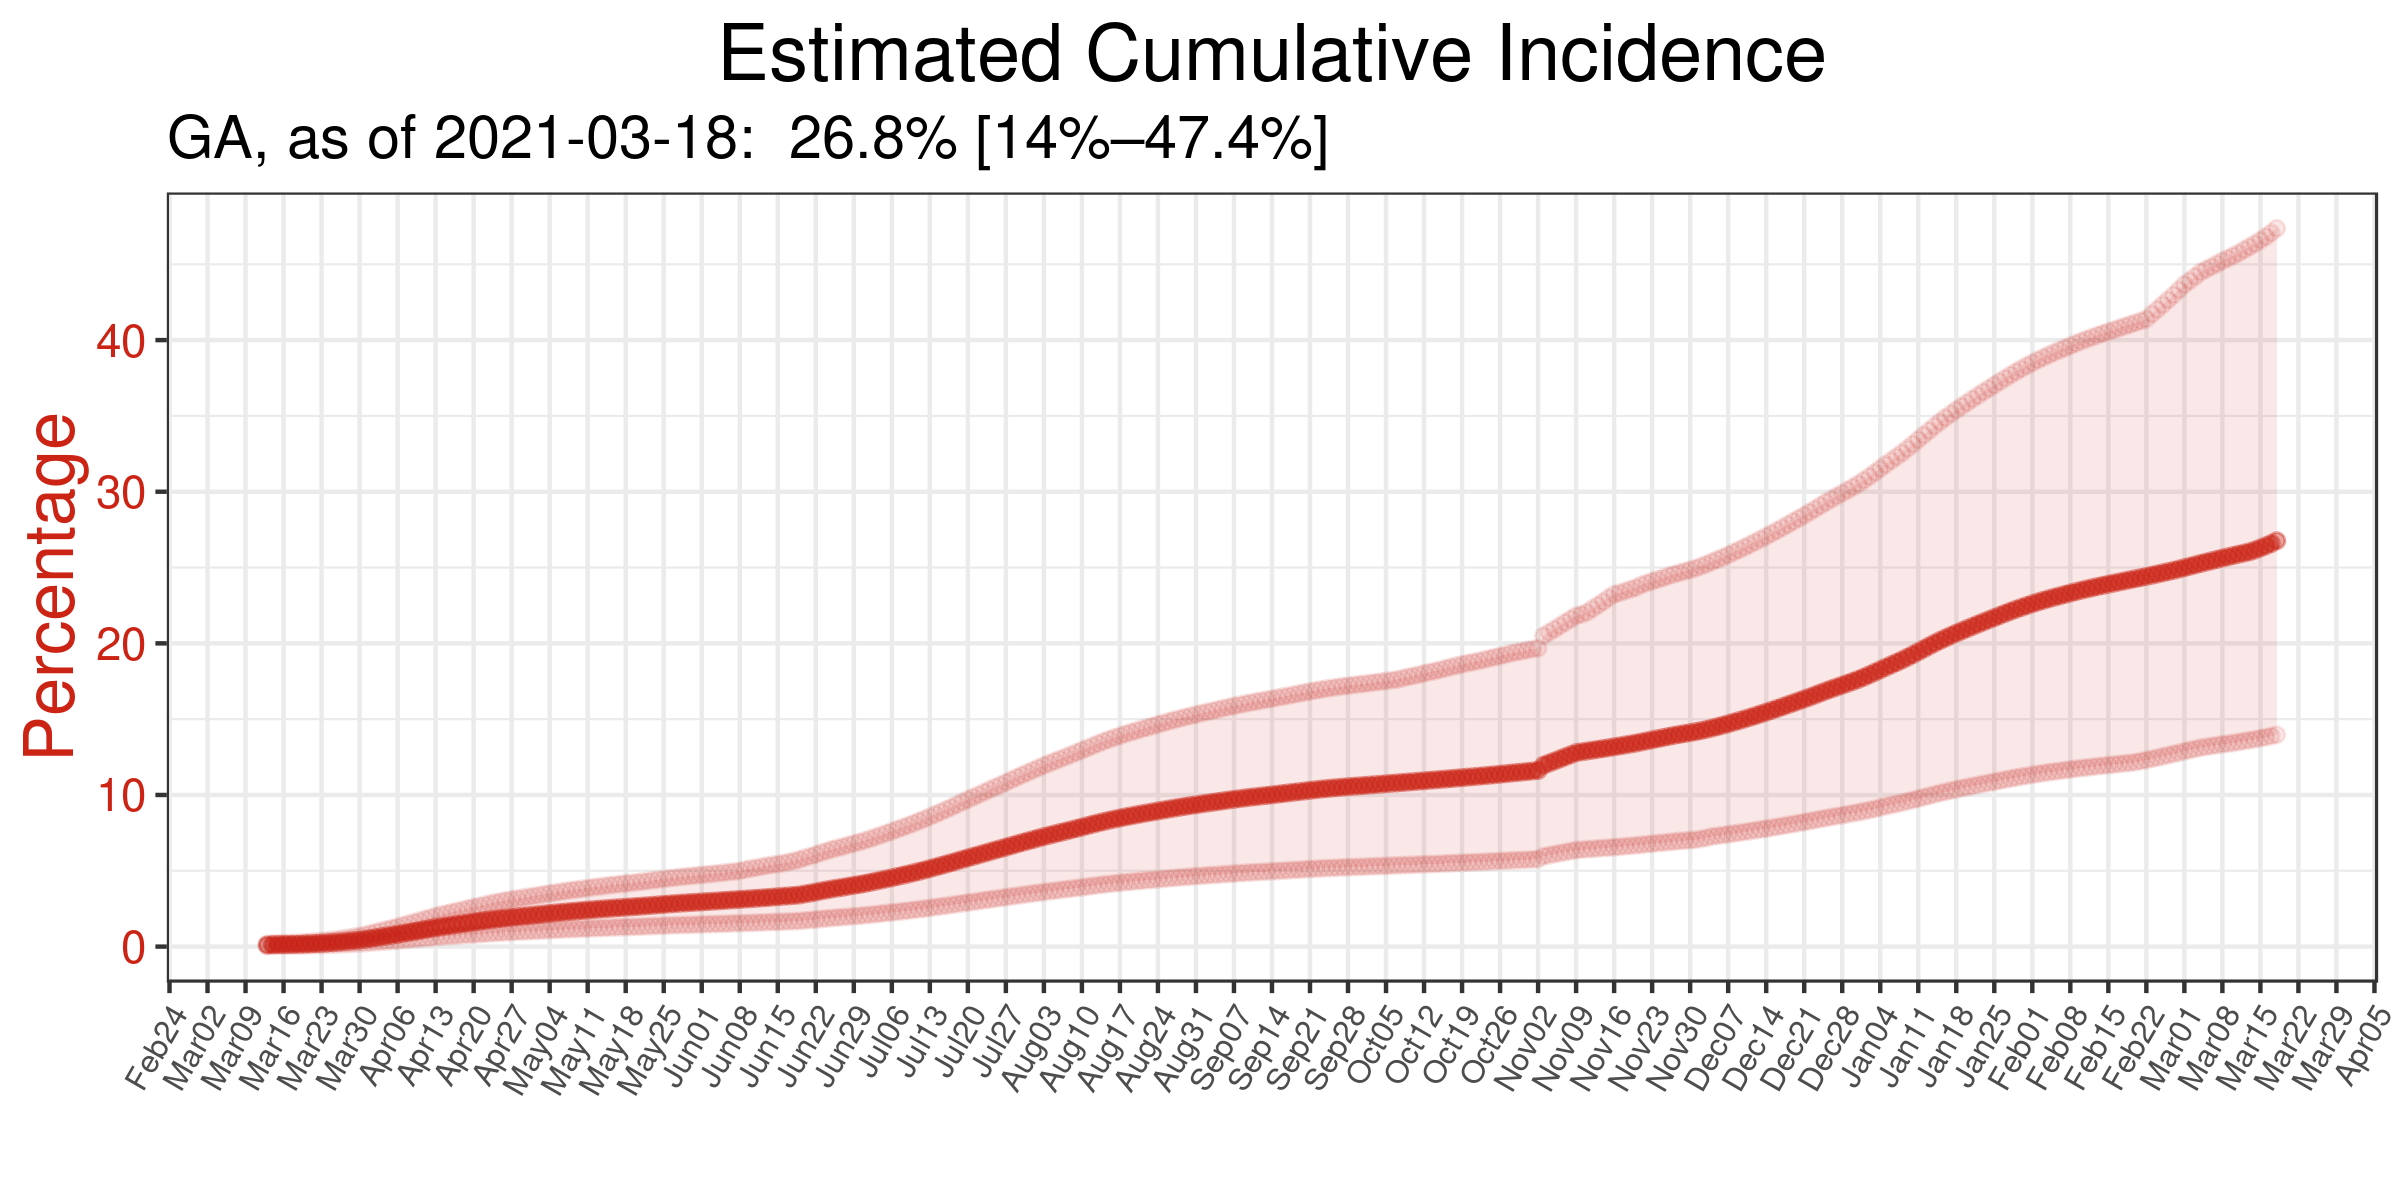 Estimated Cumulative Incidence
GA, as of 2021-03-18:  26.8% [14%–47.4%]
Percentage
40
30
20
10
0
Feb24
Mar02
Mar09
Mar16
Mar23
Mar30
Apr06
Apr13
Apr20
Apr27
May04
May11
May18
May25
Jun01
Jun08
Jun15
Jun22
Jun29
Jul06
Jul13
Jul20
Jul27
Aug03
Aug10
Aug17
Aug24
Aug31
Sep07
Sep14
Sep21
Sep28
Oct05
Oct12
Oct19
Oct26
Nov02
Nov09
Nov16
Nov23
Nov30
Dec07
Dec14
Dec21
Dec28
Jan04
Jan11
Jan18
Jan25
Feb01
Feb08
Feb15
Feb22
Mar01
Mar08
Mar15
Mar22
Mar29
Apr05